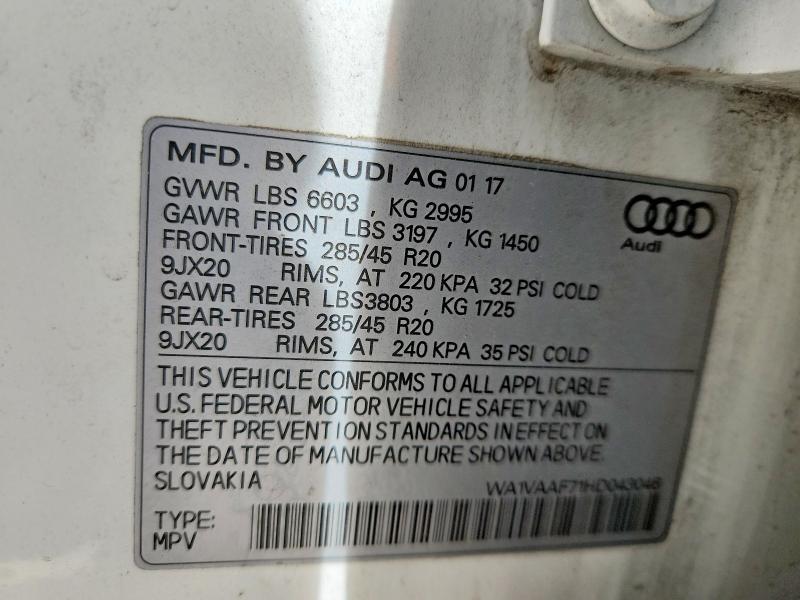 MFD. BY AUDI AG 01 17
GVWR LBS 6603 , KG 2995
GAWR FRONT LBS 3197 , KG 1450
FRONT-TIRES 285/45 R20
9JX20 RIMS, AT 220 KPA 32 PSI COLD
GAWR REAR LBS3803 , KG 1725
REAR-TIRES 285/45 R20
9JX20 RIMS, AT 240 KPA 35 PSI COLD
Audi
THIS VEHICLE CONFORMS TO ALL APPLICABLE
U.S. FEDERAL MOTOR VEHICLE SAFETY AND
THEFT PREVENTION STANDARDS IN EFFECT ON
THE DATE OF MANUFACTURE SHOWN ABOVE.
SLOVAKIA WA1VAAF71HD043046
TYPE:
MPV